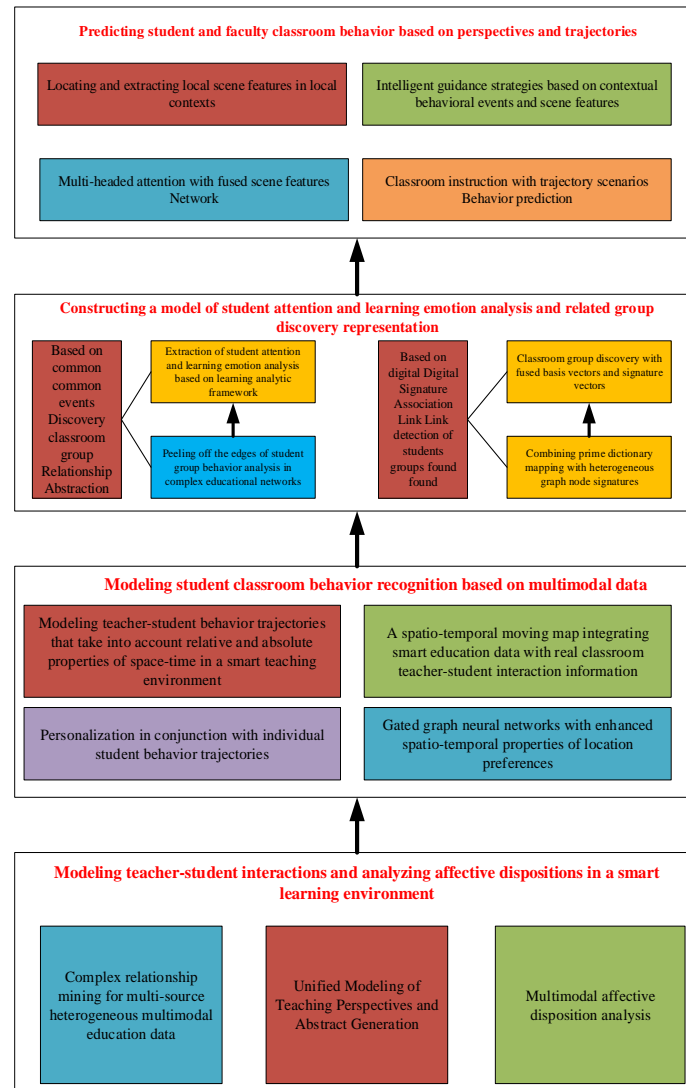 Predicting student and faculty classroom behavior based on perspectives and trajectories
Locating and extracting local scene features in local
contexts
Intelligent guidance strategies based on contextual
behavioral events and scene features
Multi-headed attention with fused scene features
Network
Classroom instruction with trajectory scenarios
Behavior prediction
Constructing a model of student attention and learning emotion analysis and related group
discovery representation
Based on
common
common
events
Discovery
classroom
group
Relationship
Abstraction
Extraction of student attention
and learning emotion analysis
based on learning analytic
framework
Peeling off the edges of student
group behavior analysis in
complex educational networks
Based on
digital Digital
Signature
Association
Link Link
detection of
students
groups found
found
Classroom group discovery with
fused basis vectors and signature
vectors
Combining prime dictionary
mapping with heterogeneous
graph node signatures
Modeling student classroom behavior recognition based on multimodal data
Modeling teacher-student behavior trajectories
that take into account relative and absolute
properties of space-time in a smart teaching
environment
A spatio-temporal moving map integrating
smart education data with real classroom
teacher-student interaction information
Personalization in conjunction with individual
student behavior trajectories
Gated graph neural networks with enhanced
spatio-temporal properties of location
preferences
Modeling teacher-student interactions and analyzing affective dispositions in a smart
learning environment
Complex relationship
mining for multi-source
heterogeneous multimodal
education data
Unified Modeling of
Teaching Perspectives and
Abstract Generation
Multimodal affective
disposition analysis